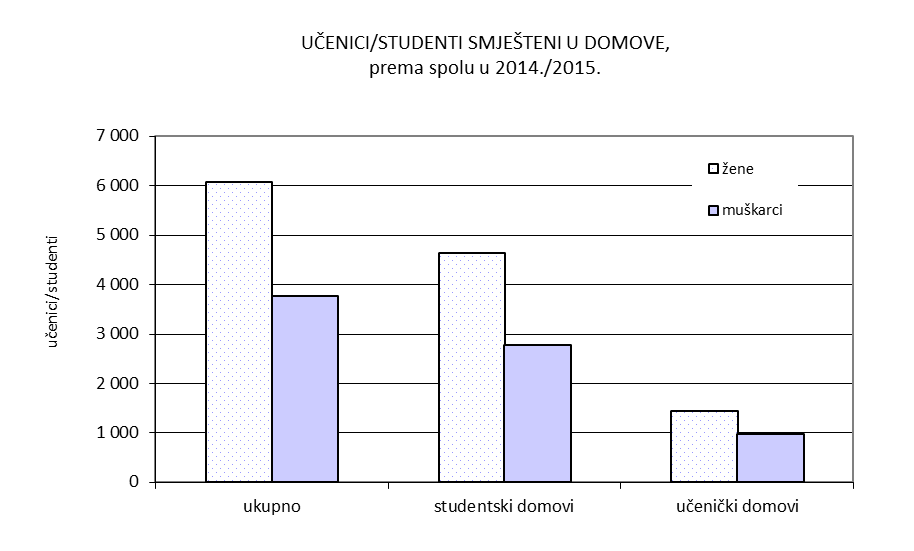 UČENICI/STUDENTI SMJEŠTENI U DOMOVE,
prema spolu u 2014./2015.
7 000
6 000
5 000
4 000
3 000
2 000
1 000
0
učenici/studenti
žene
muškarci
ukupno
studentski domovi
učenički domovi